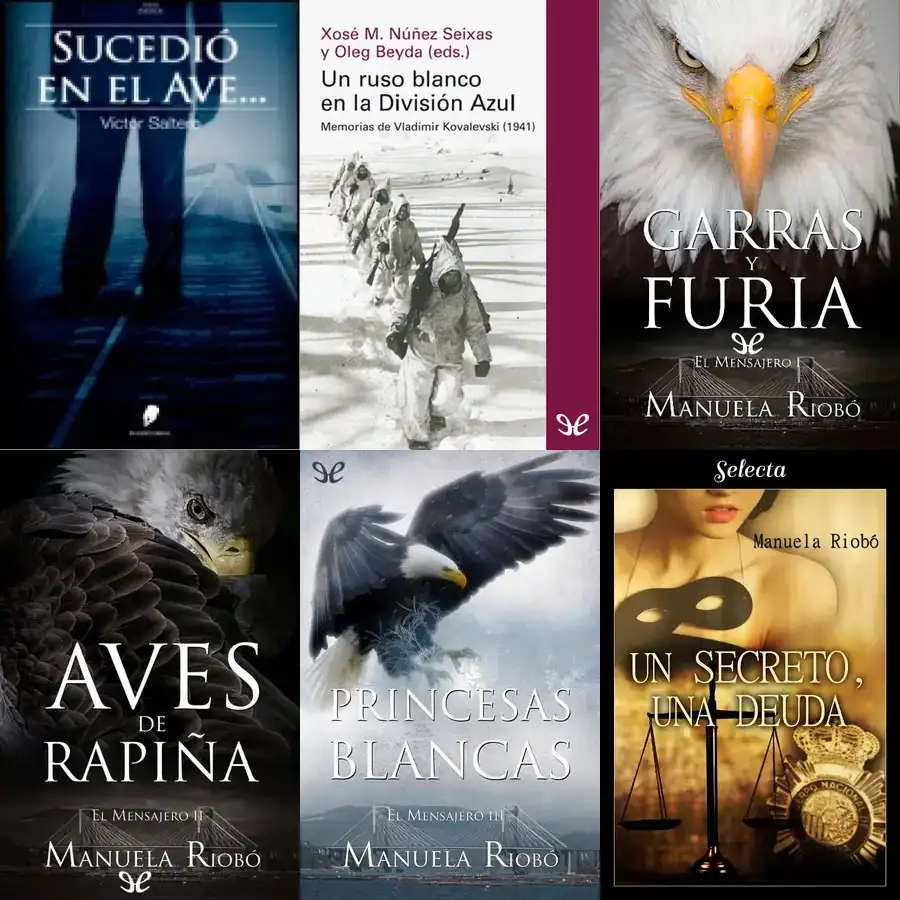 SUCEDIÓ
EN EL AVE...
Víctor Saltero
Xosé M. Núñez Seixas
y Oleg Beyda (eds.)
Un ruso blanco
en la División Azul
Memorias de Vladímir Kovalevski (1941)
GARRAS
Y
FURIA
EL MENSAJERO I
MANUELA RIOBÓ
AVES
DE
RAPIÑA
EL MENSAJERO II
MANUELA RIOBÓ
PRINCESAS
BLANCAS
EL MENSAJERO III
MANUELA RIOBÓ
Selecta
Manuela Riobó
UN SECRETO,
UNA DEUDA